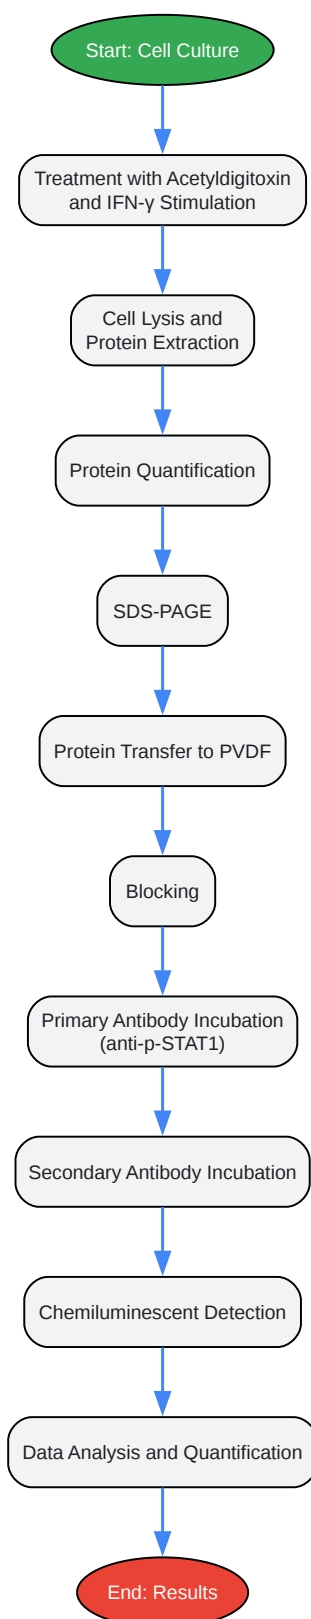 Start: Cell Culture
Treatment with Acetyldigitoxin
and IFN-γ Stimulation
Cell Lysis and
Protein Extraction
Protein Quantification
SDS-PAGE
Protein Transfer to PVDF
Blocking
Primary Antibody Incubation
(anti-p-STAT1)
Secondary Antibody Incubation
Chemiluminescent Detection
Data Analysis and Quantification
End: Results